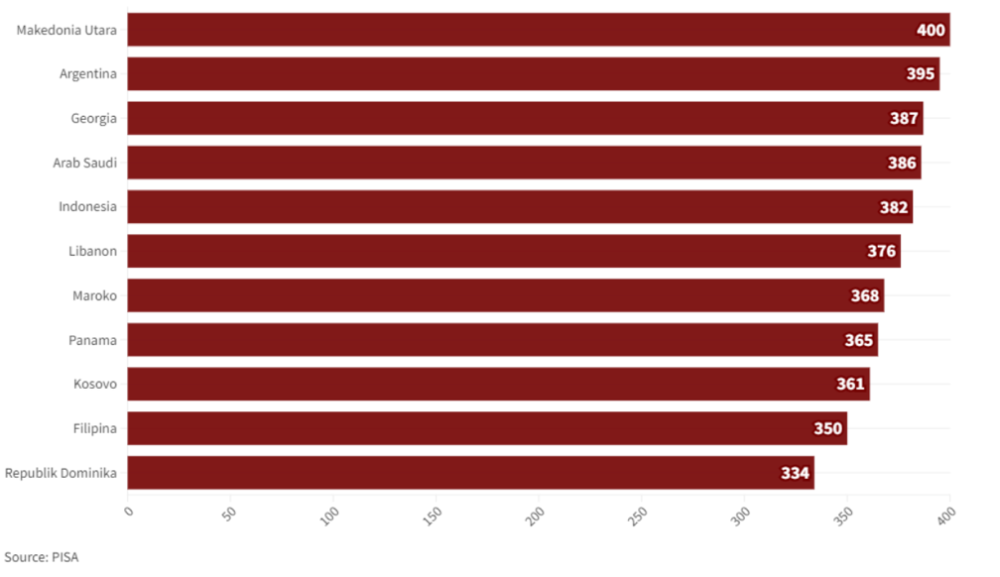 Makedonia Utara 400
Argentina 395
Georgia 387
Arab Saudi 386
Indonesia 382
Libanon 376
Maroko 368
Panama 365
Kosovo 361
Filipina 350
Republik Dominika 334
0 50 100 150 200 250 300 350 400
Source: PISA